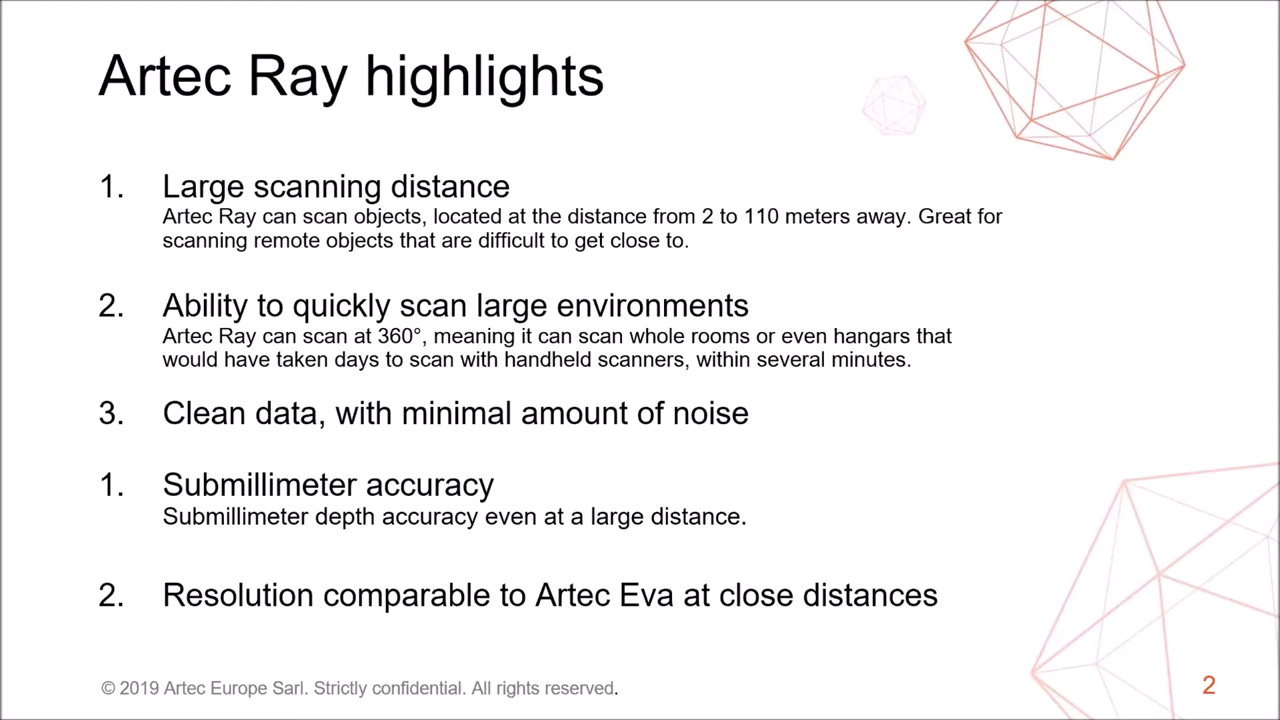 Artec Ray highlights
1. Large scanning distance
Artec Ray can scan objects, located at the distance from 2 to 110 meters away. Great for
scanning remote objects that are difficult to get close to.
2. Ability to quickly scan large environments
Artec Ray can scan at 360°, meaning it can scan whole rooms or even hangars that
would have taken days to scan with handheld scanners, within several minutes.
3. Clean data, with minimal amount of noise
1. Submillimeter accuracy
Submillimeter depth accuracy even at a large distance.
2. Resolution comparable to Artec Eva at close distances
© 2019 Artec Europe Sarl. Strictly confidential. All rights reserved.
2